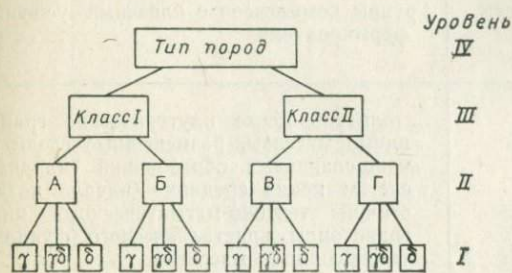 Уровень
Тип пород IV
Класс I Класс II III
А Б В Г II
γ γδ δ γ γδ δ γ γδ δ γ γδ δ I